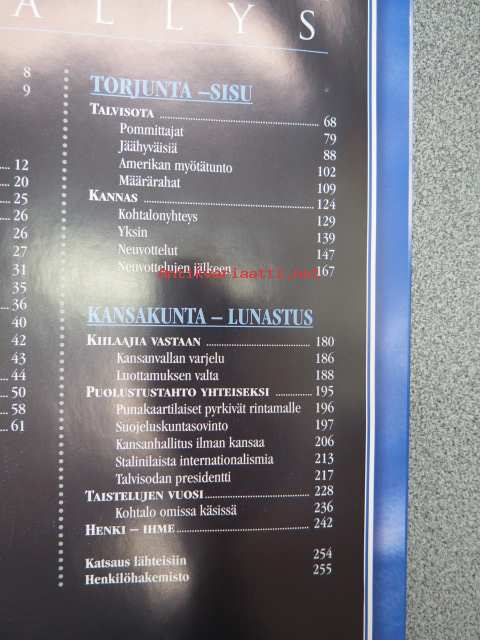 ALLYS
8
9
12
20
25
26
26
27
31
35
36
40
42
43
44
50
58
61
TORJUNTA – SISU
TALVISOTA 68
Pommittajat 79
Jäähyväisiä 88
Amerikan myötätunto 102
Määrärahat 109
KANNAS 124
Kohtalonyhteys 129
Yksin 139
Neuvottelut 147
Neuvottelujen jälkeen 167
Antikvariaatti.net
KANSAKUNTA – LUNASTUS
KIILAAJIA VASTAAN 180
Kansanvallan varjelu 186
Luottamuksen valta 188
PUOLUSTUSTAHTO YHTEISEKSI 195
Punakaartilaiset pyrkivät rintamalle 196
Suojeluskuntasovinto 197
Kansanhallitus ilman kansaa 206
Stalinilaista internationalismia 213
Talvisodan presidentti 217
TAISTELUJEN VUOSI 228
Kohtalo omissa käsissä 236
HENKI – IHME 242
Katsaus lähteisiin 254
Henkilöhakemisto 255